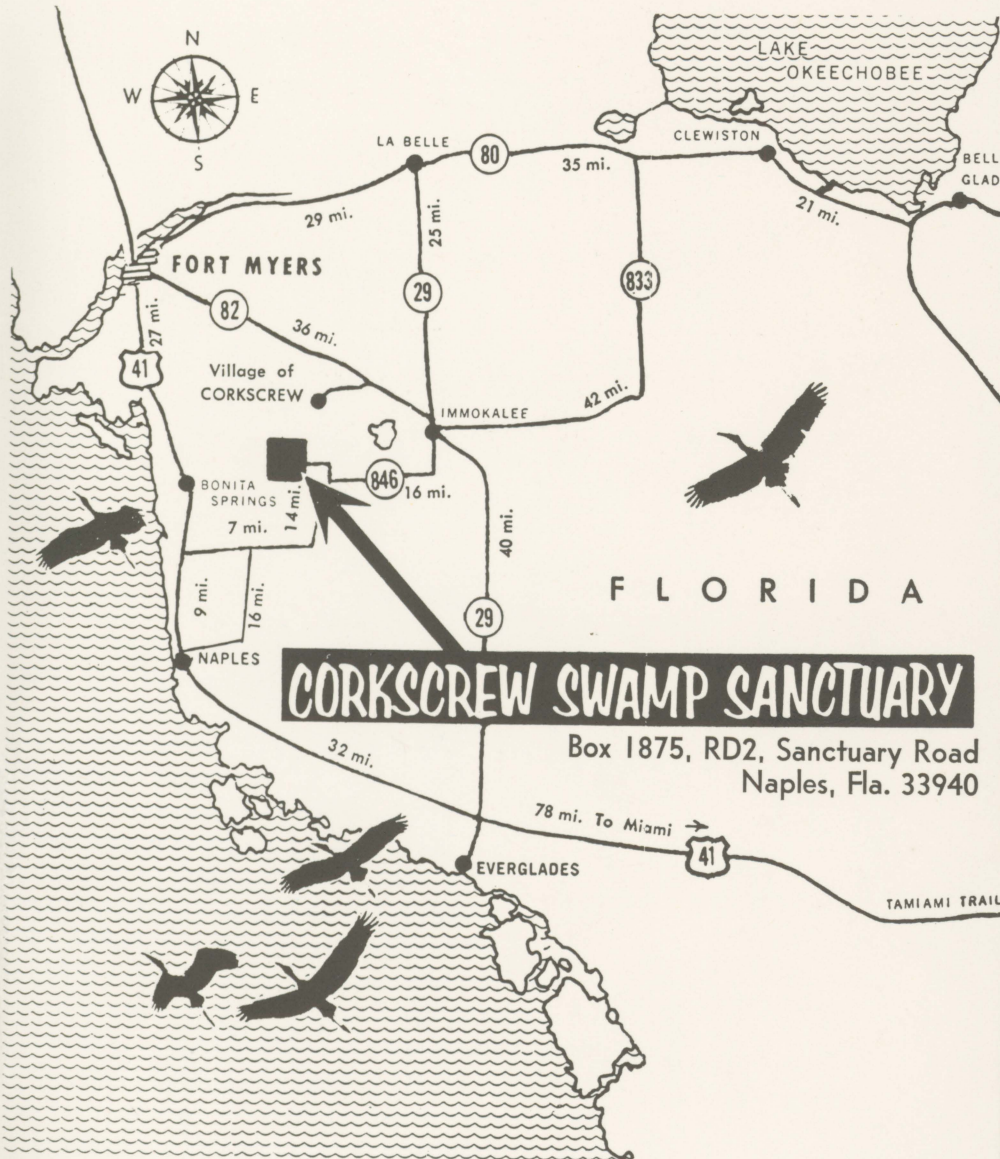 N
W E
S
LAKE
OKEECHOBEE
LA BELLE
80
35 mi.
CLEWISTON
BELL
GLAD
29 mi.
25 mi.
21 mi.
FORT MYERS
29
833
82
27 mi.
36 mi.
41
Village of
CORKSCREW
IMMOKALEE
42 mi.
BONITA
SPRINGS
846
16 mi.
14 mi.
7 mi.
40 mi.
9 mi.
16 mi.
FLORIDA
29
NAPLES
CORKSCREW SWAMP SANCTUARY
Box 1875, RD2, Sanctuary Road
Naples, Fla. 33940
32 mi.
78 mi. To Miami
41
EVERGLADES
TAMIAMI TRAIL